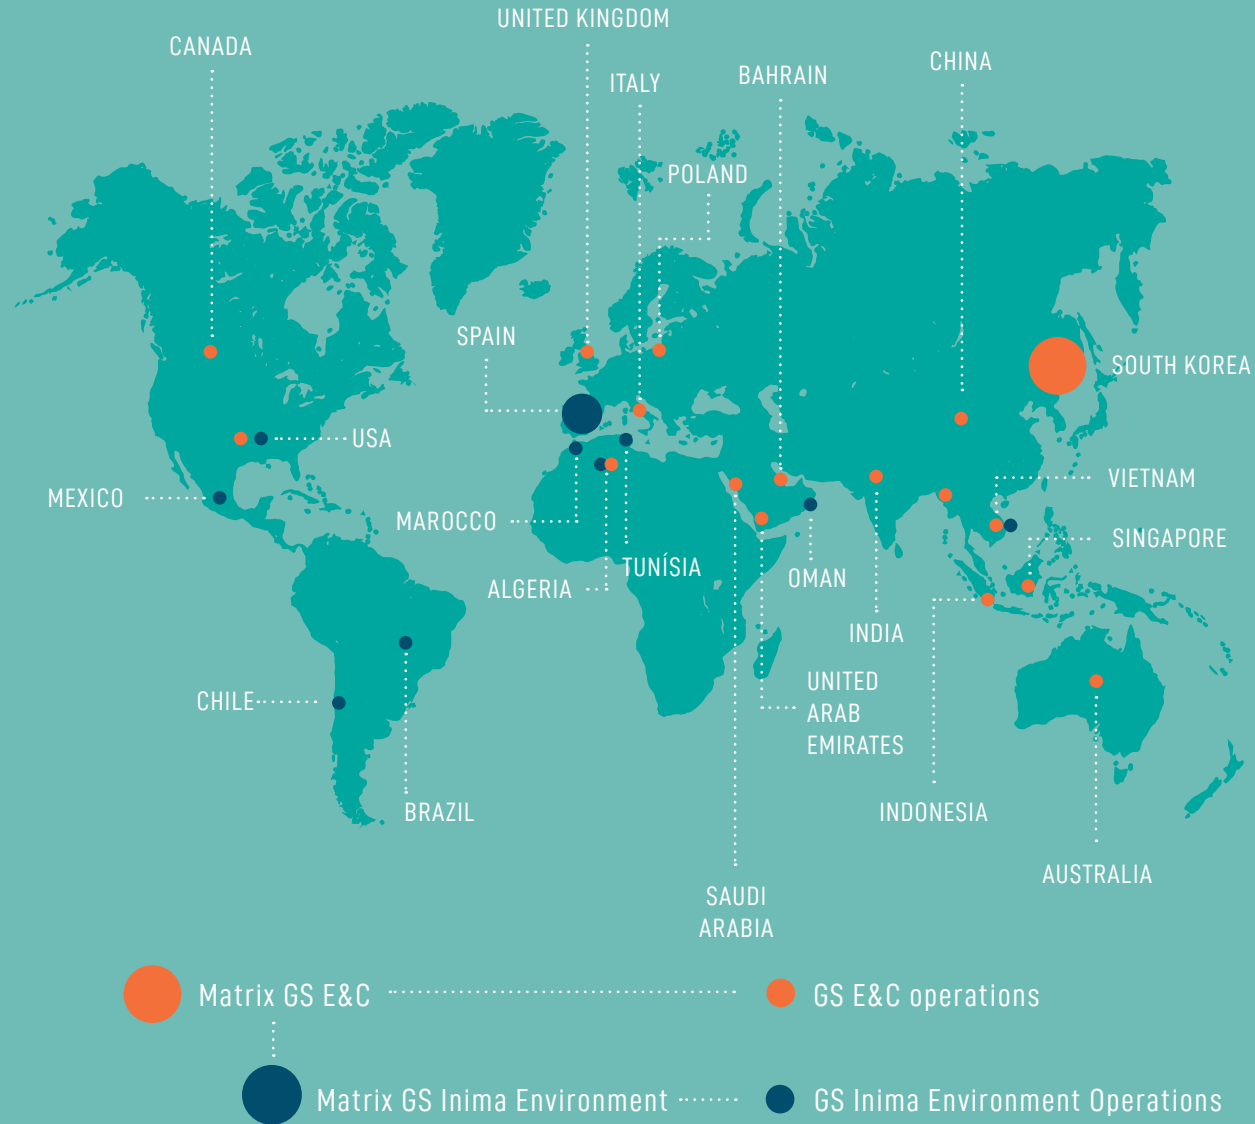 UNITED KINGDOM
CANADA
CHINA
BAHRAIN
ITALY
POLAND
SPAIN
SOUTH KOREA
USA
VIETNAM
MEXICO
MAROCCO
SINGAPORE
TUNÍSIA
OMAN
ALGERIA
INDIA
UNITED
ARAB
EMIRATES
CHILE
BRAZIL
INDONESIA
AUSTRALIA
SAUDI
ARABIA
Matrix GS E&C
GS E&C operations
Matrix GS Inima Environment
GS Inima Environment Operations